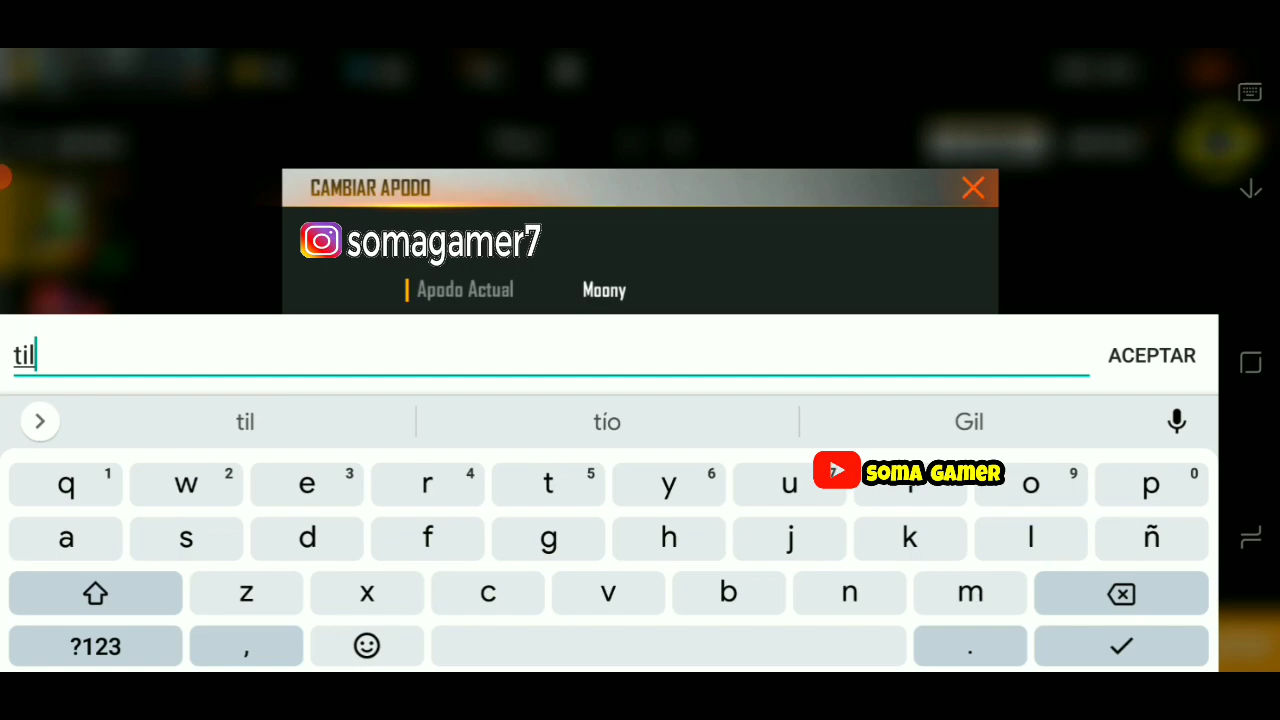 CAMBIAR APODO
somagamer7
Apodo Actual Moony
til ACEPTAR
til tío Gil
q 1 w 2 e 3 r 4 t 5 y 6 u 7 o 9 p 0
SOMA GAMER
a s d f g h j k l ñ
z x c v b n m
?123 , .